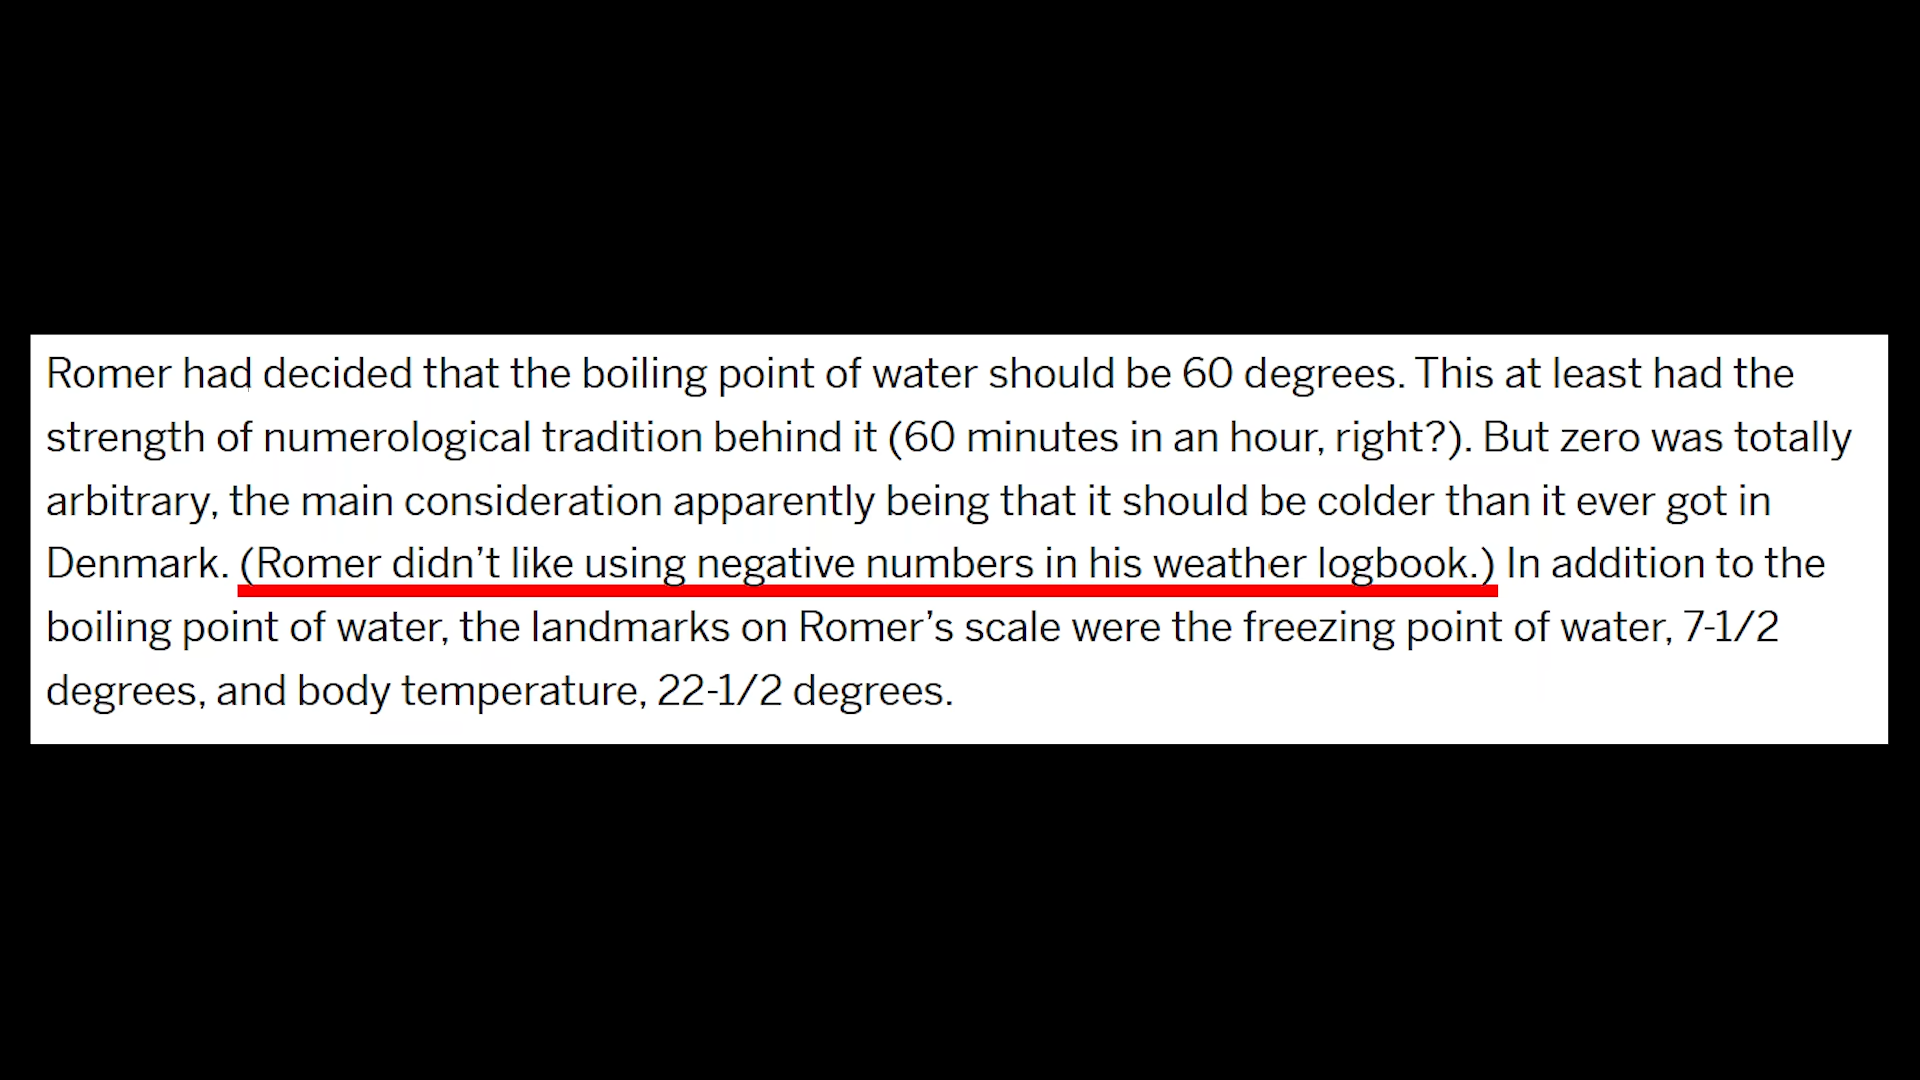 Romer had decided that the boiling point of water should be 60 degrees. This at least had the
strength of numerological tradition behind it (60 minutes in an hour, right?). But zero was totally
arbitrary, the main consideration apparently being that it should be colder than it ever got in
Denmark. (Romer didn’t like using negative numbers in his weather logbook.) In addition to the
boiling point of water, the landmarks on Romer’s scale were the freezing point of water, 7-1/2
degrees, and body temperature, 22-1/2 degrees.